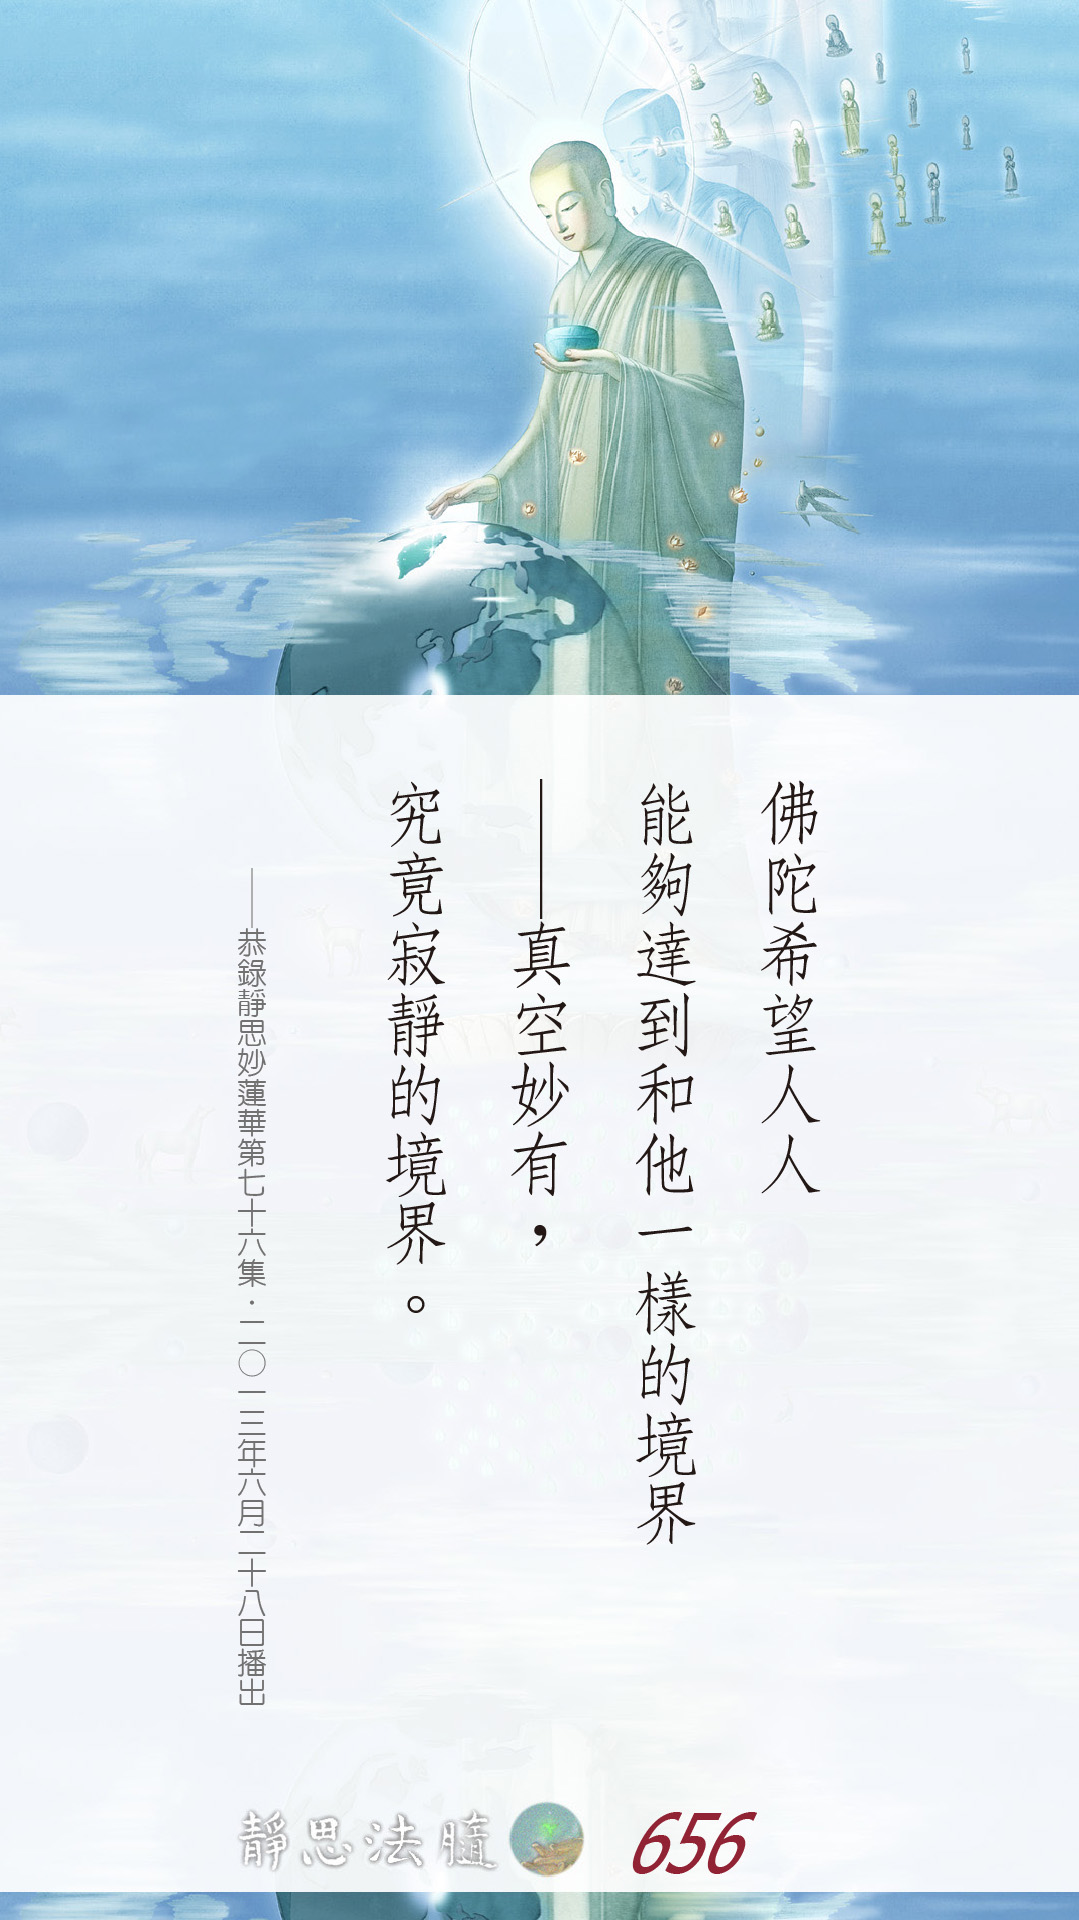 佛陀希望人人
能夠達到和他一樣的境界
——真空妙有，
究竟寂靜的境界。
——恭錄靜思妙蓮華第七十六集．二〇一三年六月二十八日播出
靜思法髓
656